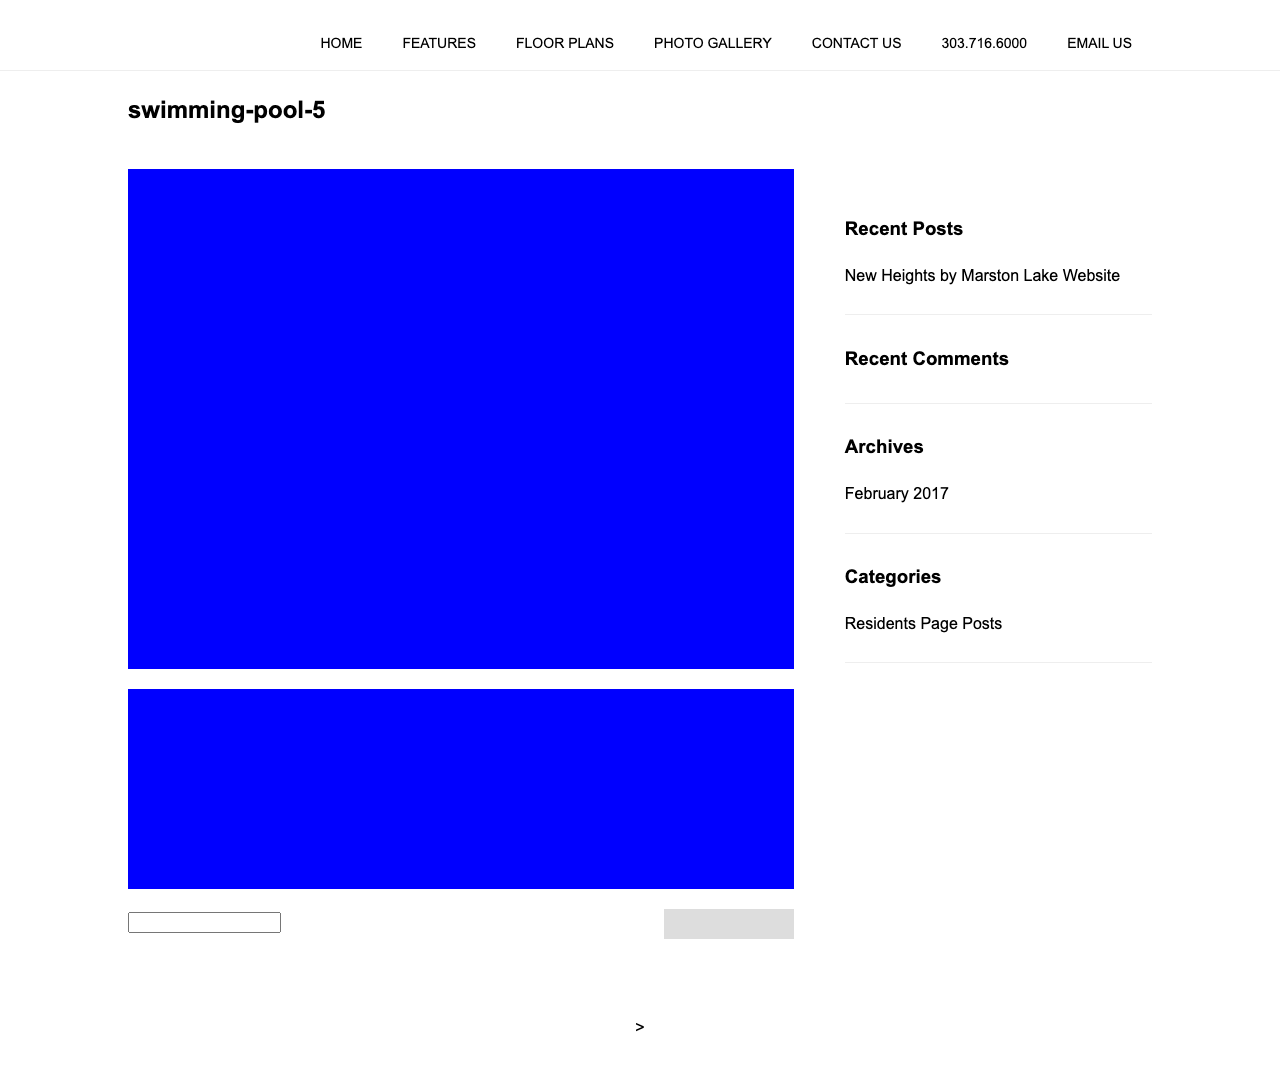 HOME FEATURES FLOOR PLANS PHOTO GALLERY CONTACT US 303.716.6000 EMAIL US
swimming-pool-5
Recent Posts
New Heights by Marston Lake Website
Recent Comments
Archives
February 2017
Categories
Residents Page Posts
>